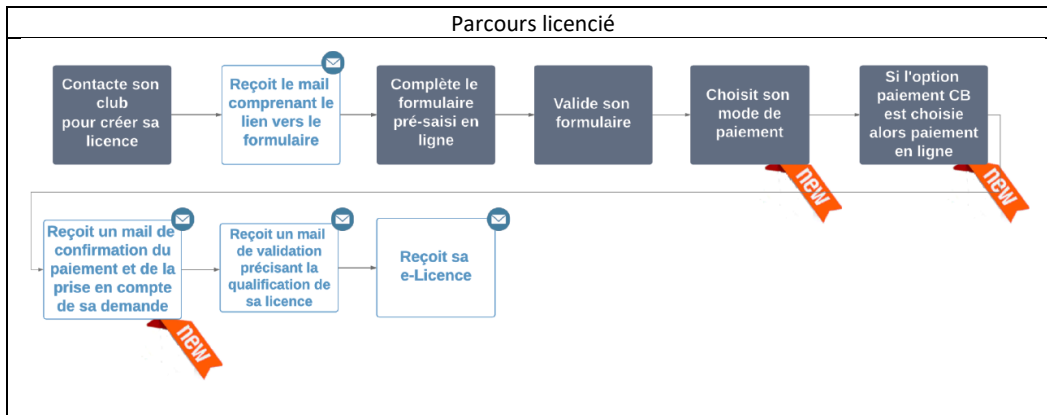 Parcours licencié
Contacte son
club
pour créer sa
licence
Reçoit le mail
comprenant le
lien vers le
formulaire
Complète le
formulaire
pré-saisi en
ligne
Valide son
formulaire
Choisit son
mode de
paiement
new
Si l'option
paiement CB
est choisie
alors paiement
en ligne
new
Reçoit un mail de
confirmation du
paiement et de la
prise en compte
de sa demande
new
Reçoit un mail
de validation
précisant la
qualification de
sa licence
Reçoit sa
e-Licence